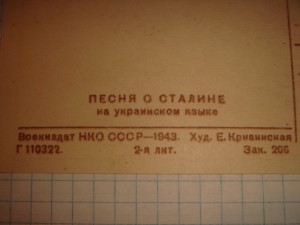 ПЕСНЯ О СТАЛИНЕ
на украинском языке
Воениздат НКО СССР—1943. Худ. Е. Кривинская
Г 110322. 2-я лит. Зак. 206